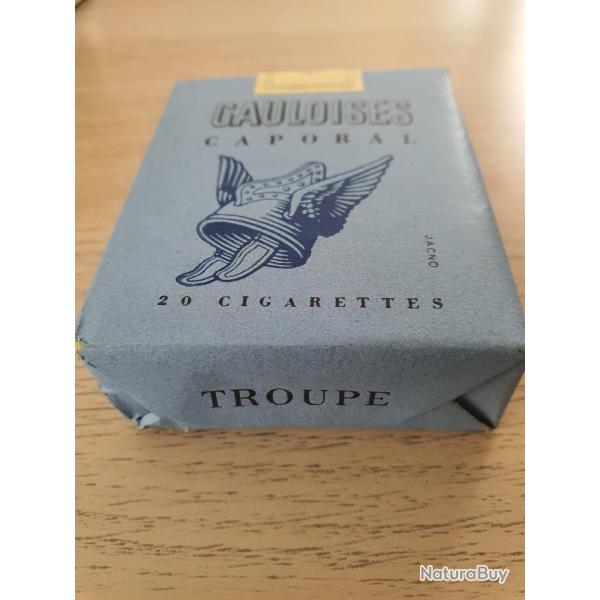 GAULOISES
CAPORAL
JACNO
20 CIGARETTES
TROUPE
NaturaBuy